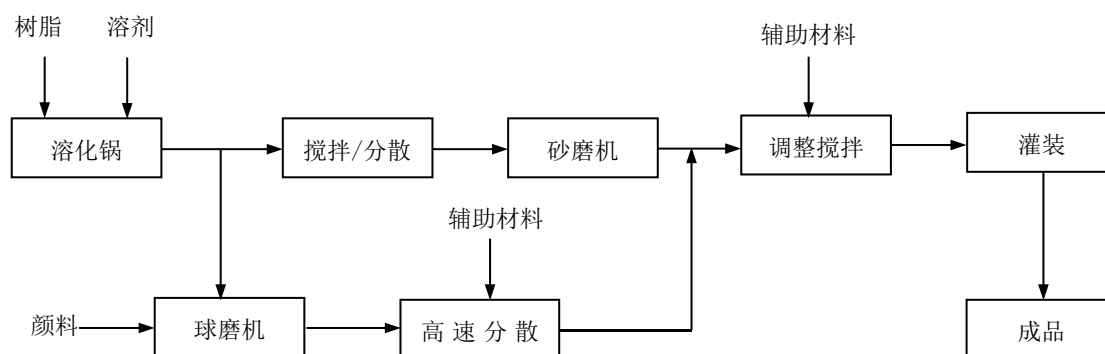 树脂
溶剂
辅助材料
溶化锅
搅拌/分散
砂磨机
调整搅拌
灌装
辅助材料
颜料
球磨机
高 速 分 散
成品